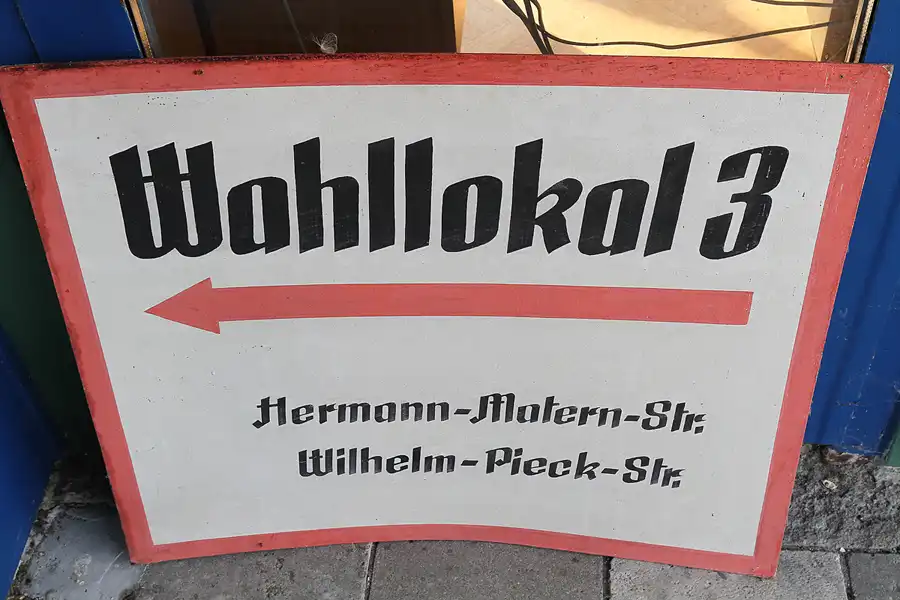 Wahllokal 3
Hermann-Matern-Str.
Wilhelm-Pieck-Str.